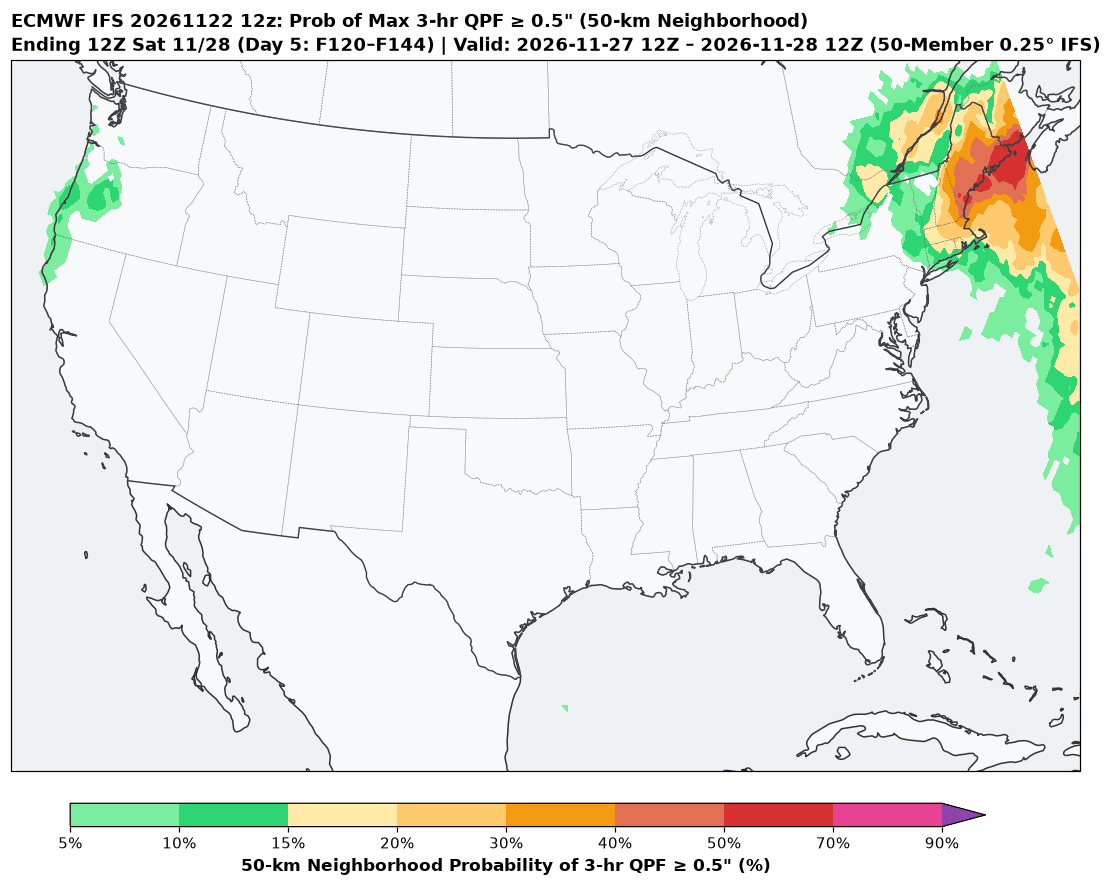 ECMWF IFS 20261122 12z: Prob of Max 3-hr QPF ≥ 0.5" (50-km Neighborhood)
Ending 12Z Sat 11/28 (Day 5: F120–F144) | Valid: 2026-11-27 12Z – 2026-11-28 12Z (50-Member 0.25° IFS)
5% 10% 15% 20% 30% 40% 50% 70% 90%
50-km Neighborhood Probability of 3-hr QPF ≥ 0.5" (%)